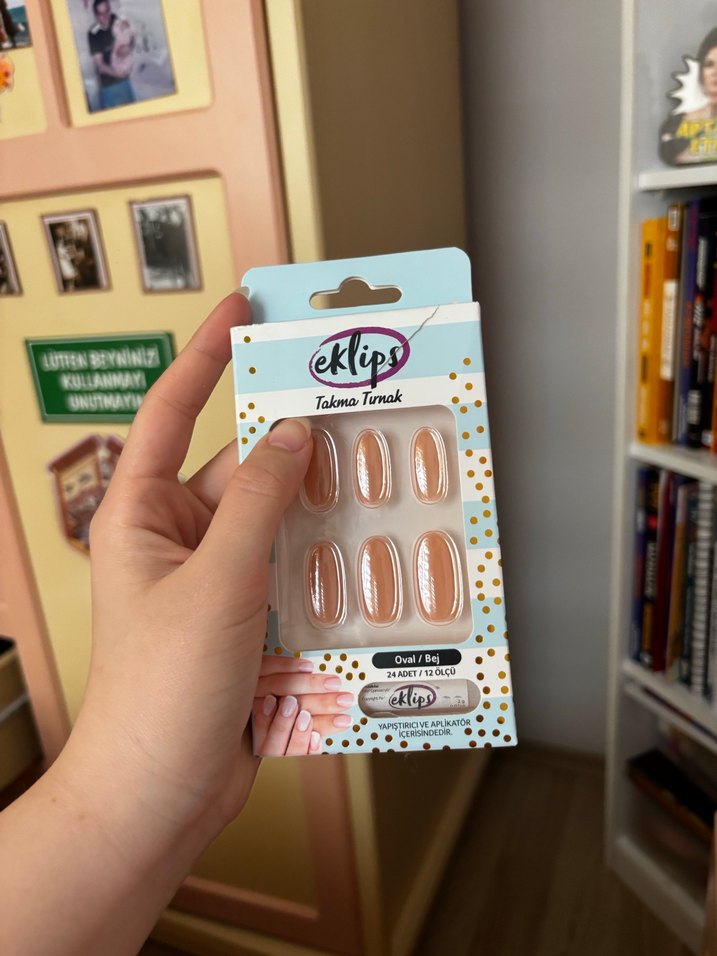 LÜTFEN BEYNİNİZİ
KULLANMAYI
UNUTMAYIN
eklips
Takma Tırnak
Oval / Bej
24 ADET / 12 ÖLÇÜ
eklips
YAPIŞTIRICI VE APLİKATÖR
İÇERİSİNDEDİR.